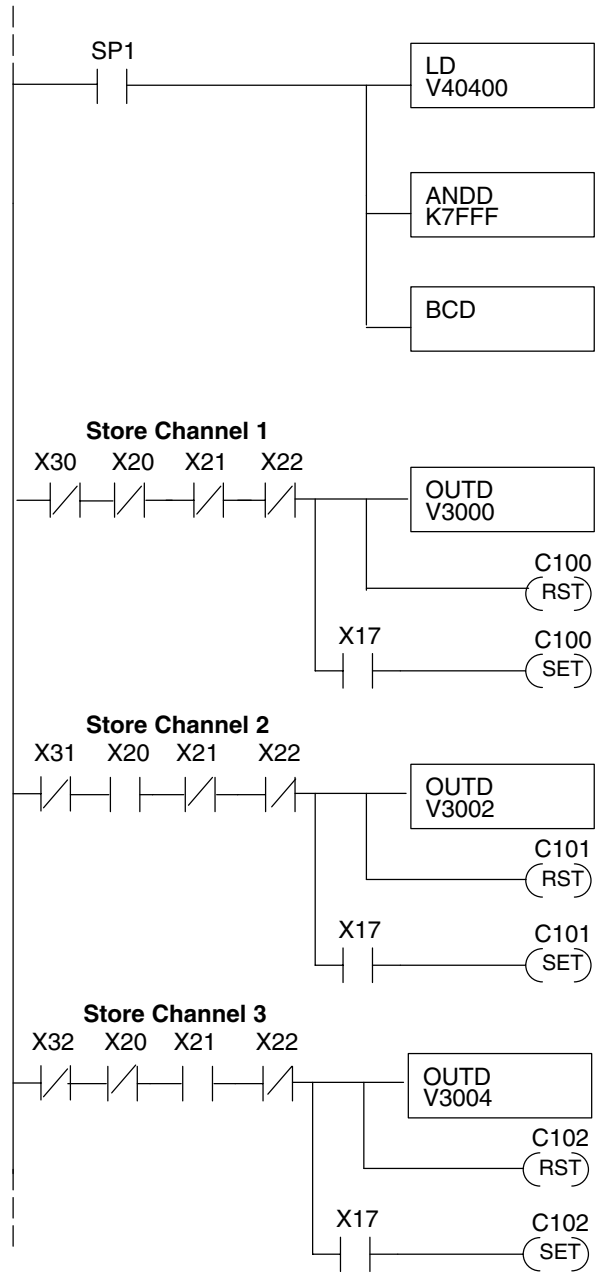 SP1
LD
V40400
ANDD
K7FFF
BCD
Store Channel 1
X30 X20 X21 X22
OUTD
V3000
C100
RST
X17 C100
SET
Store Channel 2
X31 X20 X21 X22
OUTD
V3002
C101
RST
X17 C101
SET
Store Channel 3
X32 X20 X21 X22
OUTD
V3004
C102
RST
X17 C102
SET